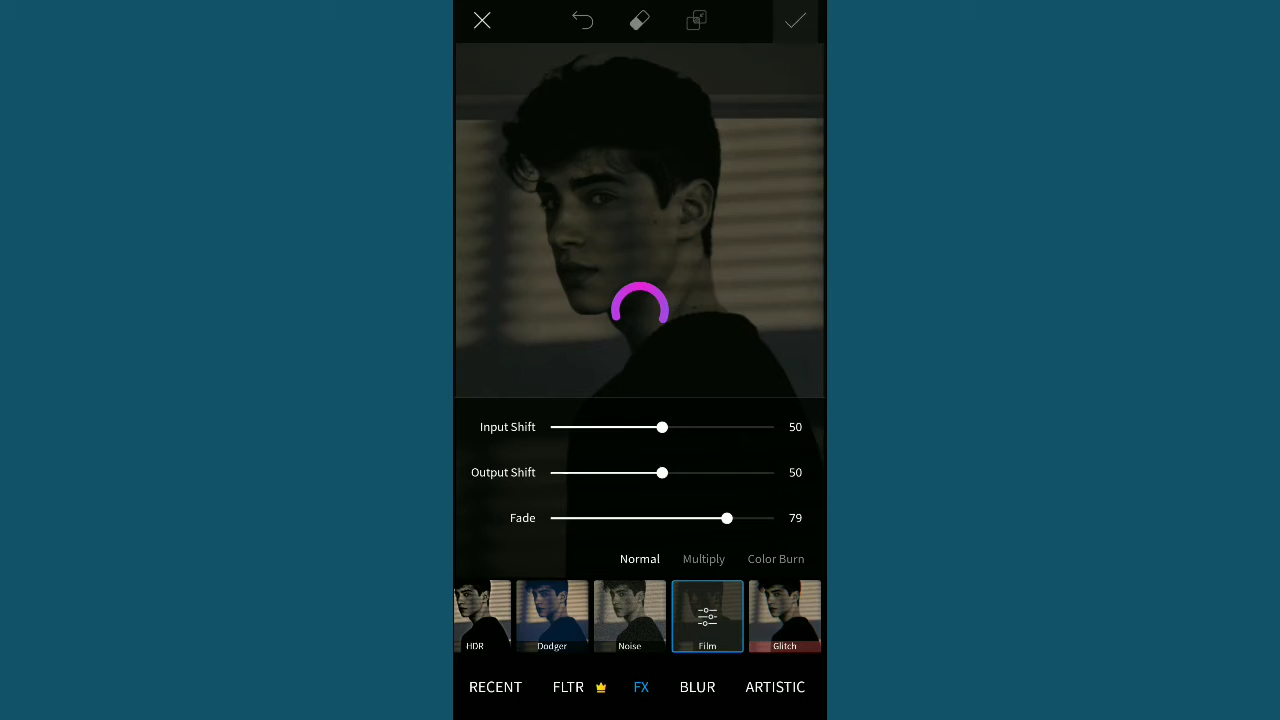 Input Shift 50
Output Shift 50
Fade 79
Normal Multiply Color Burn
HDR Dodger Noise Film Glitch
RECENT FLTR FX BLUR ARTISTIC